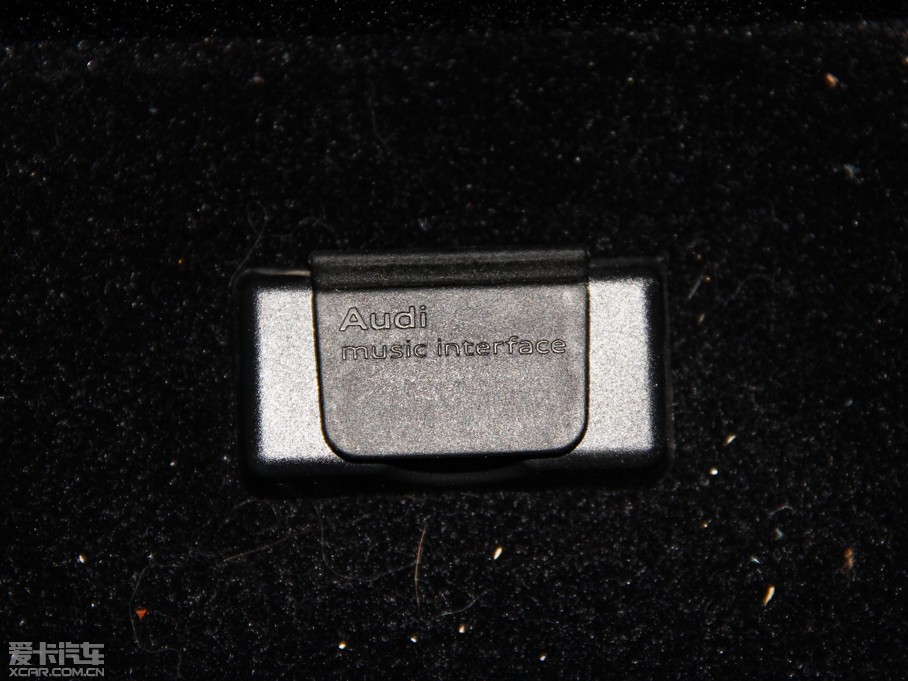 Audi
music interface
爱卡汽车
XCAR.COM.CN